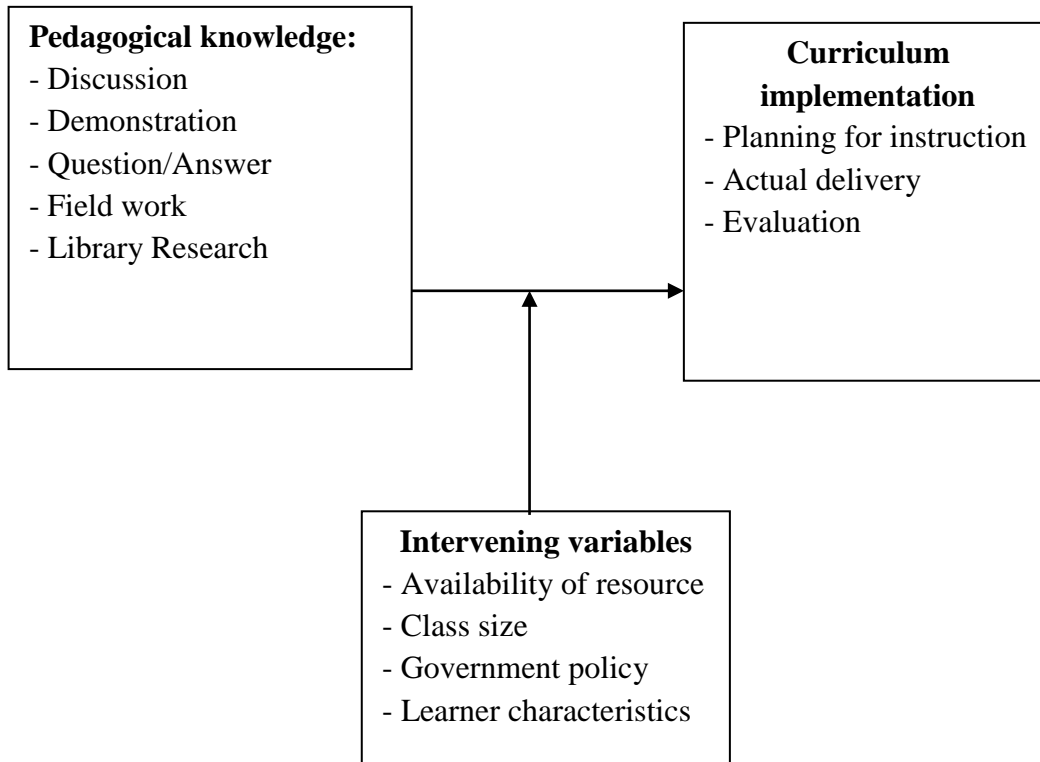 Pedagogical knowledge:
- Discussion
- Demonstration
- Question/Answer
- Field work
- Library Research
Curriculum
implementation
- Planning for instruction
- Actual delivery
- Evaluation
Intervening variables
- Availability of resource
- Class size
- Government policy
- Learner characteristics